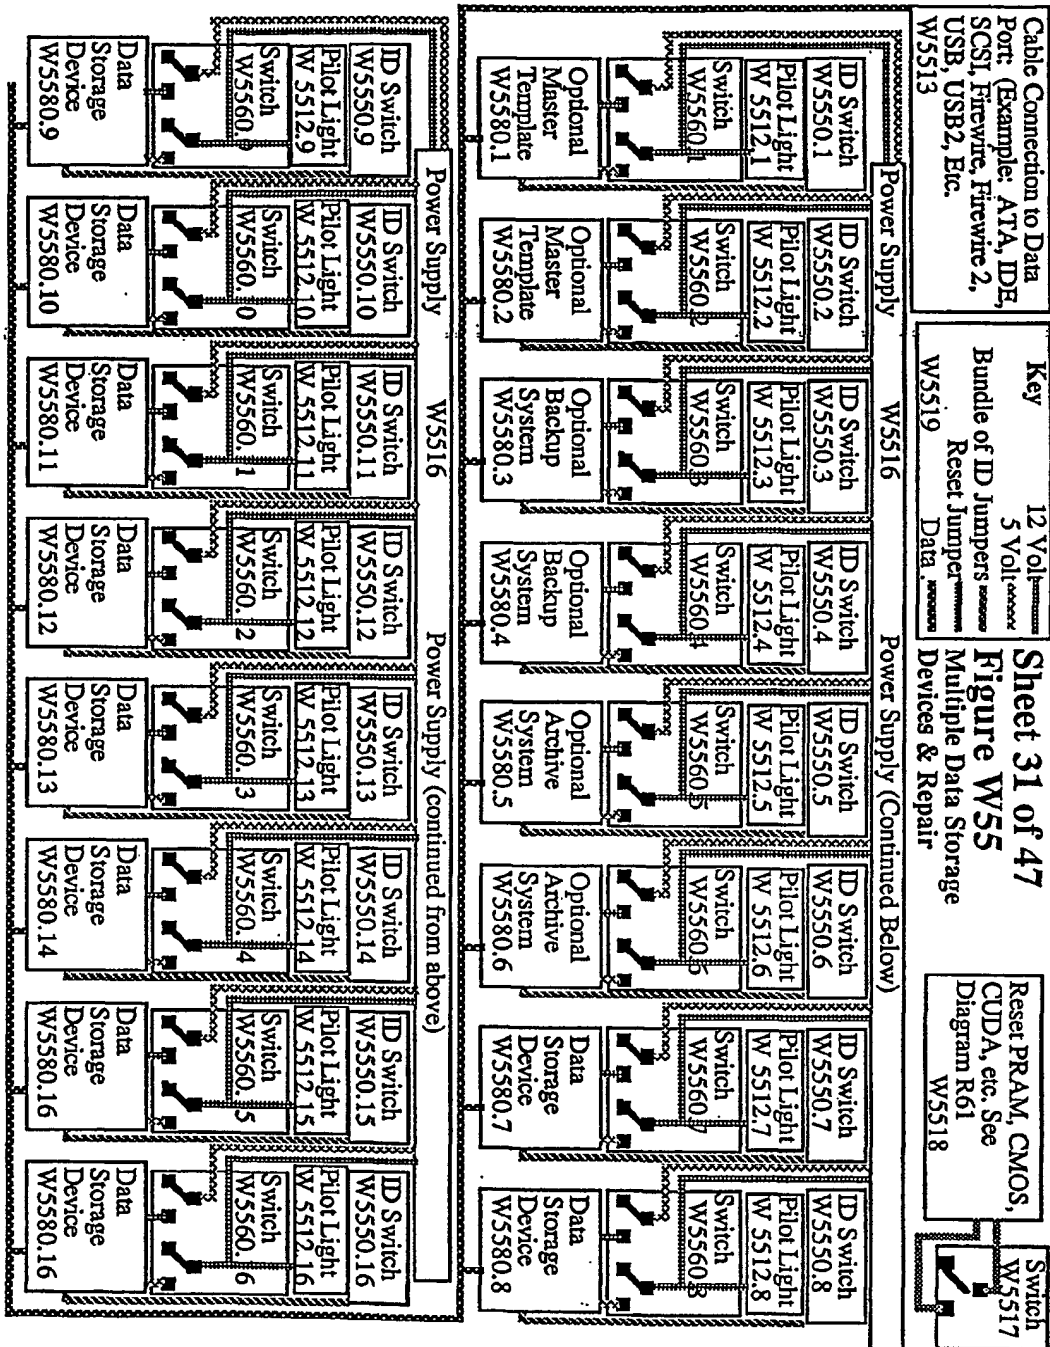 Cable Connection to Data
Port: (Example: ATA, IDE,
SCSI, Firewire, Firewire 2,
USB, USB2, Etc.
W5513
Key
12 Volt
5 Volt
Bundle of ID Jumpers
Reset Jumper
W5519
Data
Sheet 31 of 47
Figure W55
Multiple Data Storage
Devices & Repair
Reset PRAM, CMOS,
CUDA, etc. See
Diagram R61
W5518
Switch
W5517
Power Supply
W5516
Power Supply (Continued Below)
ID Switch
W5550.1
Pilot Light
W 5512.1
Switch
W5560.1
Optional
Master
Template
W5580.1
ID Switch
W5550.2
Pilot Light
W 5512.2
Switch
W5560.2
Optional
Master
Template
W5580.2
ID Switch
W5550.3
Pilot Light
W 5512.3
Switch
W5560.3
Optional
Backup
System
W5580.3
ID Switch
W5550.4
Pilot Light
W 5512.4
Switch
W5560.4
Optional
Backup
System
W5580.4
ID Switch
W5550.5
Pilot Light
W 5512.5
Switch
W5560.5
Optional
Archive
System
W5580.5
ID Switch
W5550.6
Pilot Light
W 5512.6
Switch
W5560.6
Optional
Archive
System
W5580.6
ID Switch
W5550.7
Pilot Light
W 5512.7
Switch
W5560.7
Data
Storage
Device
W5580.7
ID Switch
W5550.8
Pilot Light
W 5512.8
Switch
W5560.8
Data
Storage
Device
W5580.8
Power Supply
W5516
Power Supply (continued from above)
ID Switch
W5550.9
Pilot Light
W 5512.9
Switch
W5560.9
Data
Storage
Device
W5580.9
ID Switch
W5550.10
Pilot Light
W 5512.10
Switch
W5560.10
Data
Storage
Device
W5580.10
ID Switch
W5550.11
Pilot Light
W 5512.11
Switch
W5560.11
Data
Storage
Device
W5580.11
ID Switch
W5550.12
Pilot Light
W 5512.12
Switch
W5560.12
Data
Storage
Device
W5580.12
ID Switch
W5550.13
Pilot Light
W 5512.13
Switch
W5560.13
Data
Storage
Device
W5580.13
ID Switch
W5550.14
Pilot Light
W 5512.14
Switch
W5560.14
Data
Storage
Device
W5580.14
ID Switch
W5550.15
Pilot Light
W 5512.15
Switch
W5560.15
Data
Storage
Device
W5580.16
ID Switch
W5550.16
Pilot Light
W 5512.16
Switch
W5560.16
Data
Storage
Device
W5580.16